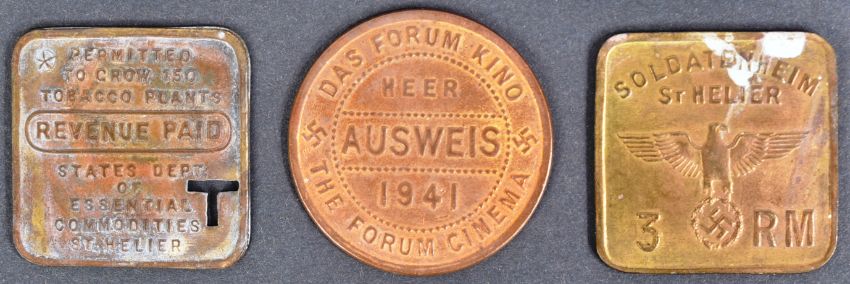 PERMITTED
TO GROW 150
TOBACCO PLANTS
REVENUE PAID
STATES DEPT.
OF
ESSENTIAL
COMMODITIES
ST. HELIER
T
DAS FORUM KINO
HEER
AUSWEIS
1941
THE FORUM CINEMA
SOLDATENHEIM
St HELIER
3 RM